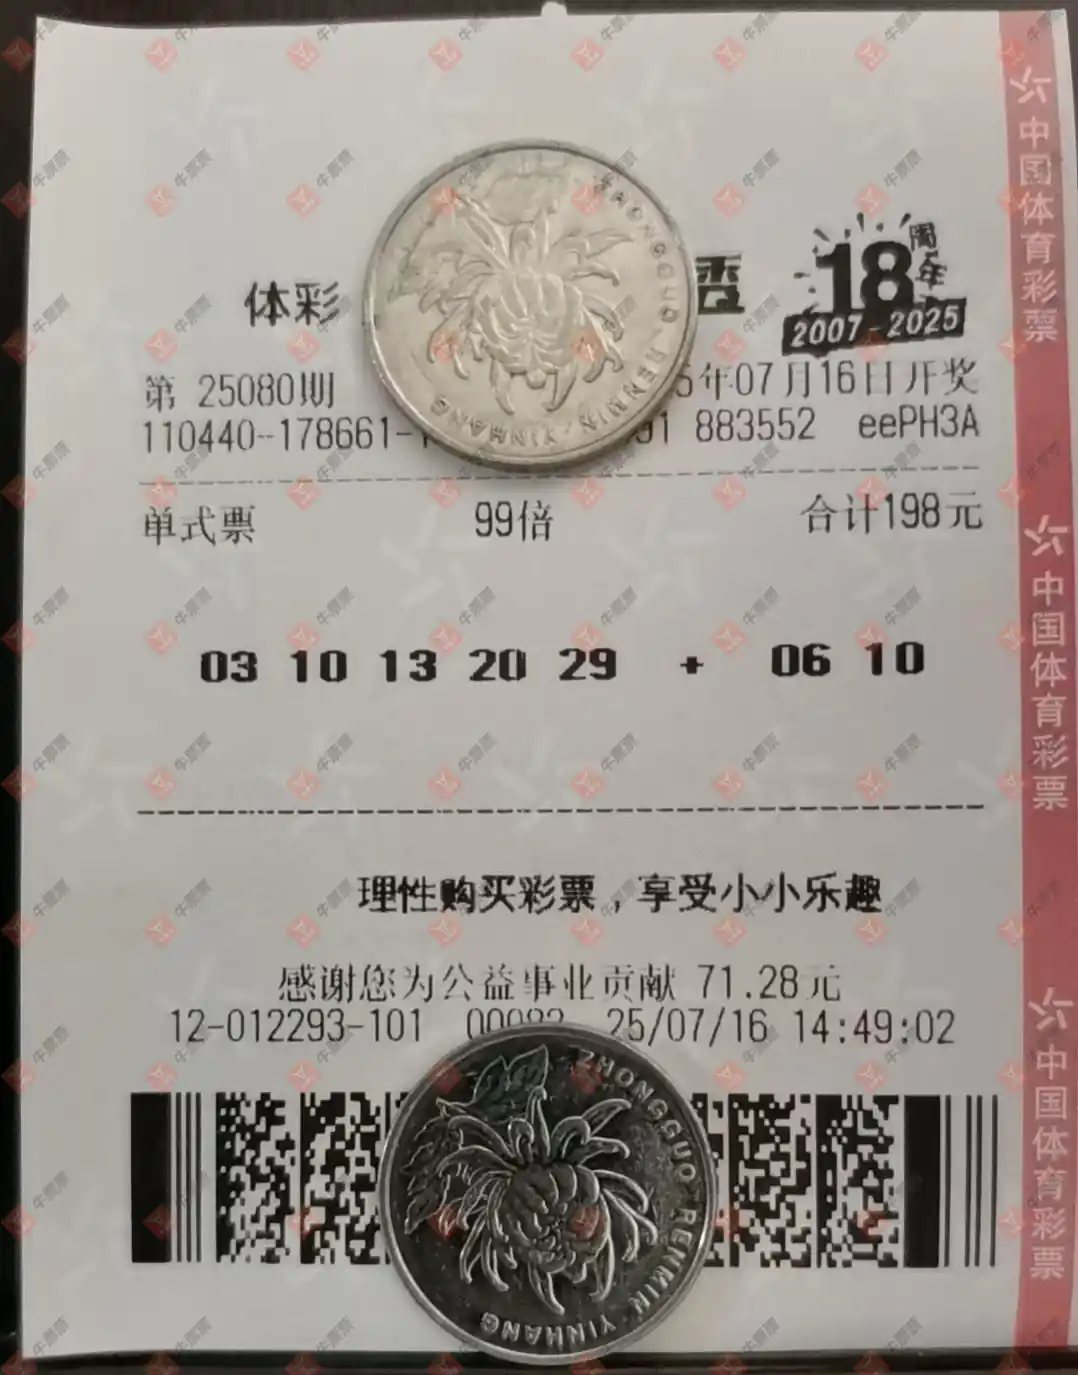 体彩
18周年
2007-2025
第 25080期
年07月16日开奖
110440-178661-
883552 eePH3A
单式票 99倍 合计198元
03 10 13 20 29 + 06 10
理性购买彩票，享受小小乐趣
感谢您为公益事业贡献 71.28元
12-012293-101 25/07/16 14:49:02
ZHONGGUO RENMIN YINHANG
ZHONGGUO RENMIN YINHANG
中国体育彩票
中国体育彩票
中国体育彩票
牛票票